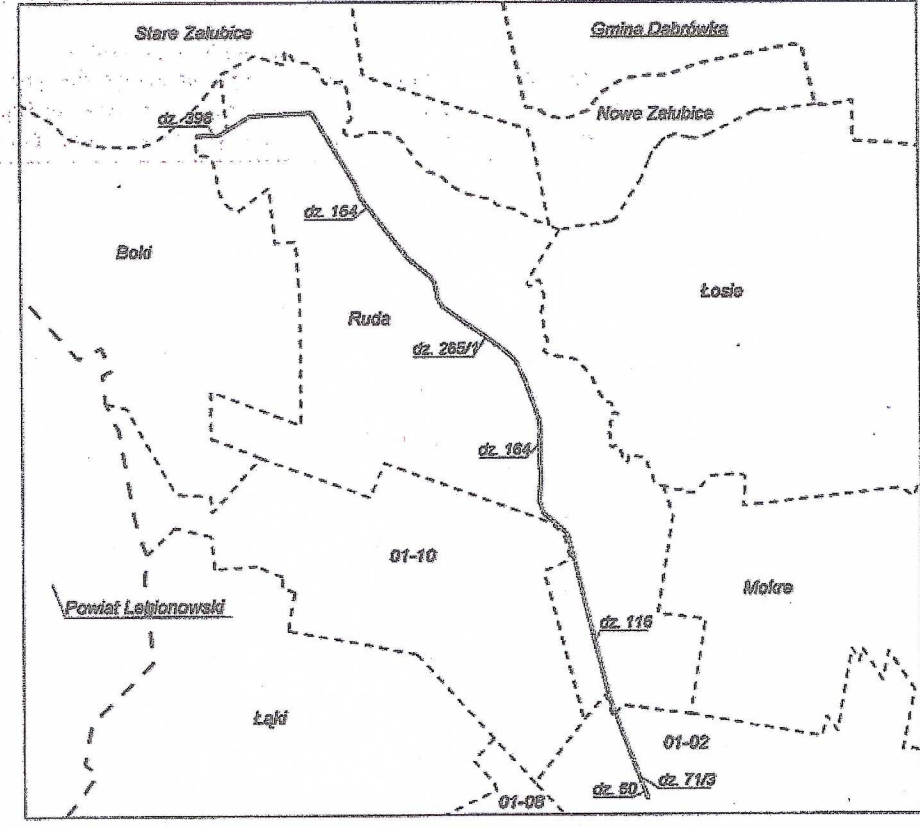 Stare Załubice
Gmina Dąbrówka
Nowe Załubice
dz. 398
dz. 164
Boki
Łosie
Ruda
dz. 265/1
dz. 164
01-10
Mokre
Powiat Legionowski
dz. 116
Łąki
01-02
dz. 71/3
dz. 60
01-08